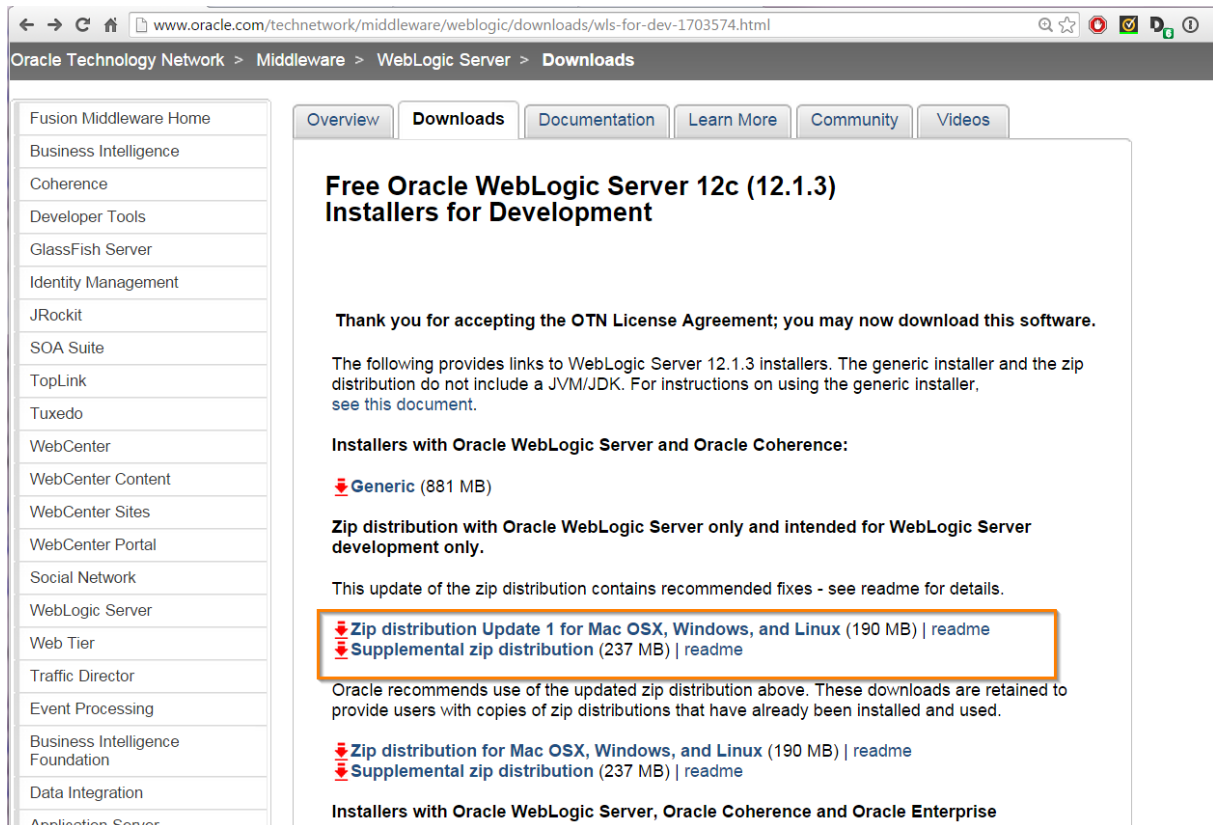 www.oracle.com/technetwork/middleware/weblogic/downloads/wls-for-dev-1703574.html
Oracle Technology Network > Middleware > WebLogic Server > Downloads
Fusion Middleware Home
Business Intelligence
Coherence
Developer Tools
GlassFish Server
Identity Management
JRockit
SOA Suite
TopLink
Tuxedo
WebCenter
WebCenter Content
WebCenter Sites
WebCenter Portal
Social Network
WebLogic Server
Web Tier
Traffic Director
Event Processing
Business Intelligence
Foundation
Data Integration
Application Server
Overview Downloads Documentation Learn More Community Videos
Free Oracle WebLogic Server 12c (12.1.3)
Installers for Development
Thank you for accepting the OTN License Agreement; you may now download this software.
The following provides links to WebLogic Server 12.1.3 installers. The generic installer and the zip
distribution do not include a JVM/JDK. For instructions on using the generic installer,
see this document.
Installers with Oracle WebLogic Server and Oracle Coherence:
Generic (881 MB)
Zip distribution with Oracle WebLogic Server only and intended for WebLogic Server
development only.
This update of the zip distribution contains recommended fixes - see readme for details.
Zip distribution Update 1 for Mac OSX, Windows, and Linux (190 MB) | readme
Supplemental zip distribution (237 MB) | readme
Oracle recommends use of the updated zip distribution above. These downloads are retained to
provide users with copies of zip distributions that have already been installed and used.
Zip distribution for Mac OSX, Windows, and Linux (190 MB) | readme
Supplemental zip distribution (237 MB) | readme
Installers with Oracle WebLogic Server, Oracle Coherence and Oracle Enterprise